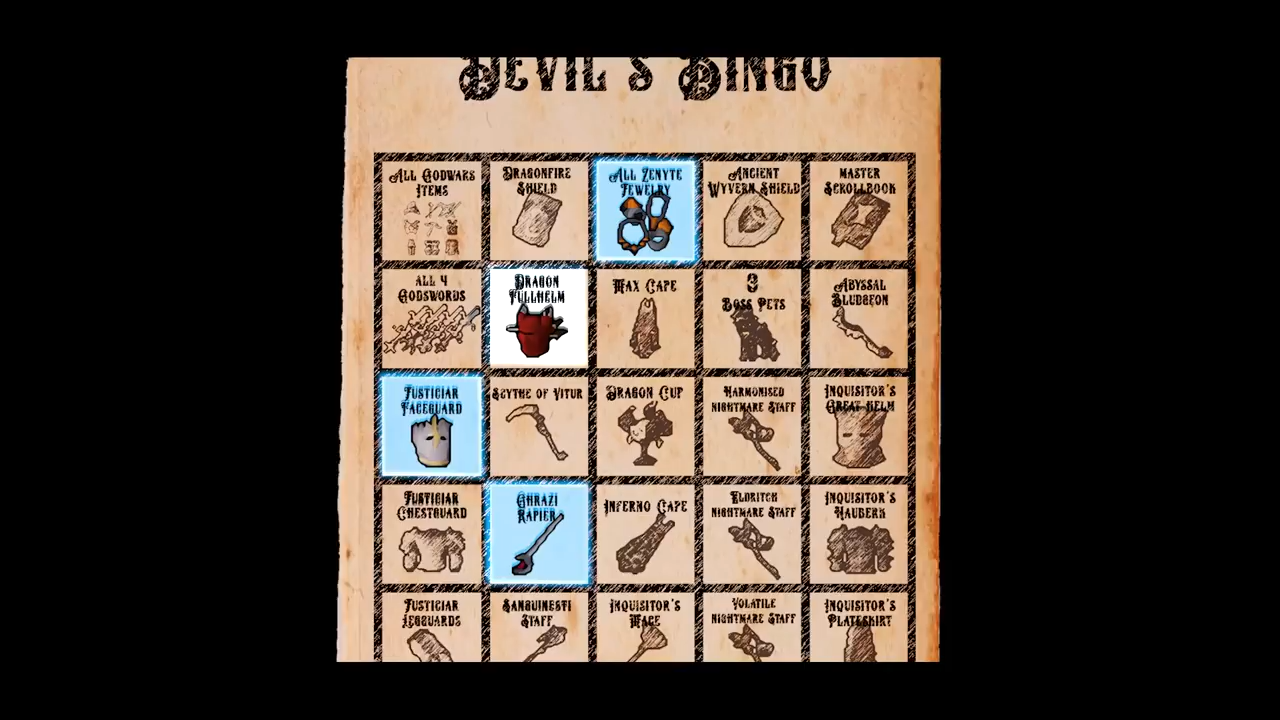 DEVIL'S BINGO
ALL GODWARS
ITEMS
DRAGONFIRE
SHIELD
ALL ZENYTE
JEWELRY
ANCIENT
WYVERN SHIELD
MASTER
SCROLLBOOK
ALL 4
GODSWORDS
DRAGON
FULLHELM
MAX CAPE
3
BOSS PETS
ABYSSAL
BLUDGEON
JUSTICIAR
FACEGUARD
SCYTHE OF VITUR
DRAGON CUP
HARMONISED
NIGHTMARE STAFF
INQUISITOR'S
GREAT HELM
JUSTICIAR
CHESTGUARD
GHRAZI
RAPIER
INFERNO CAPE
ELDRITCH
NIGHTMARE STAFF
INQUISITOR'S
HAUBERK
JUSTICIAR
LEGGUARDS
SANGUINESTI
STAFF
INQUISITOR'S
MACE
VOLATILE
NIGHTMARE STAFF
INQUISITOR'S
PLATESKIRT